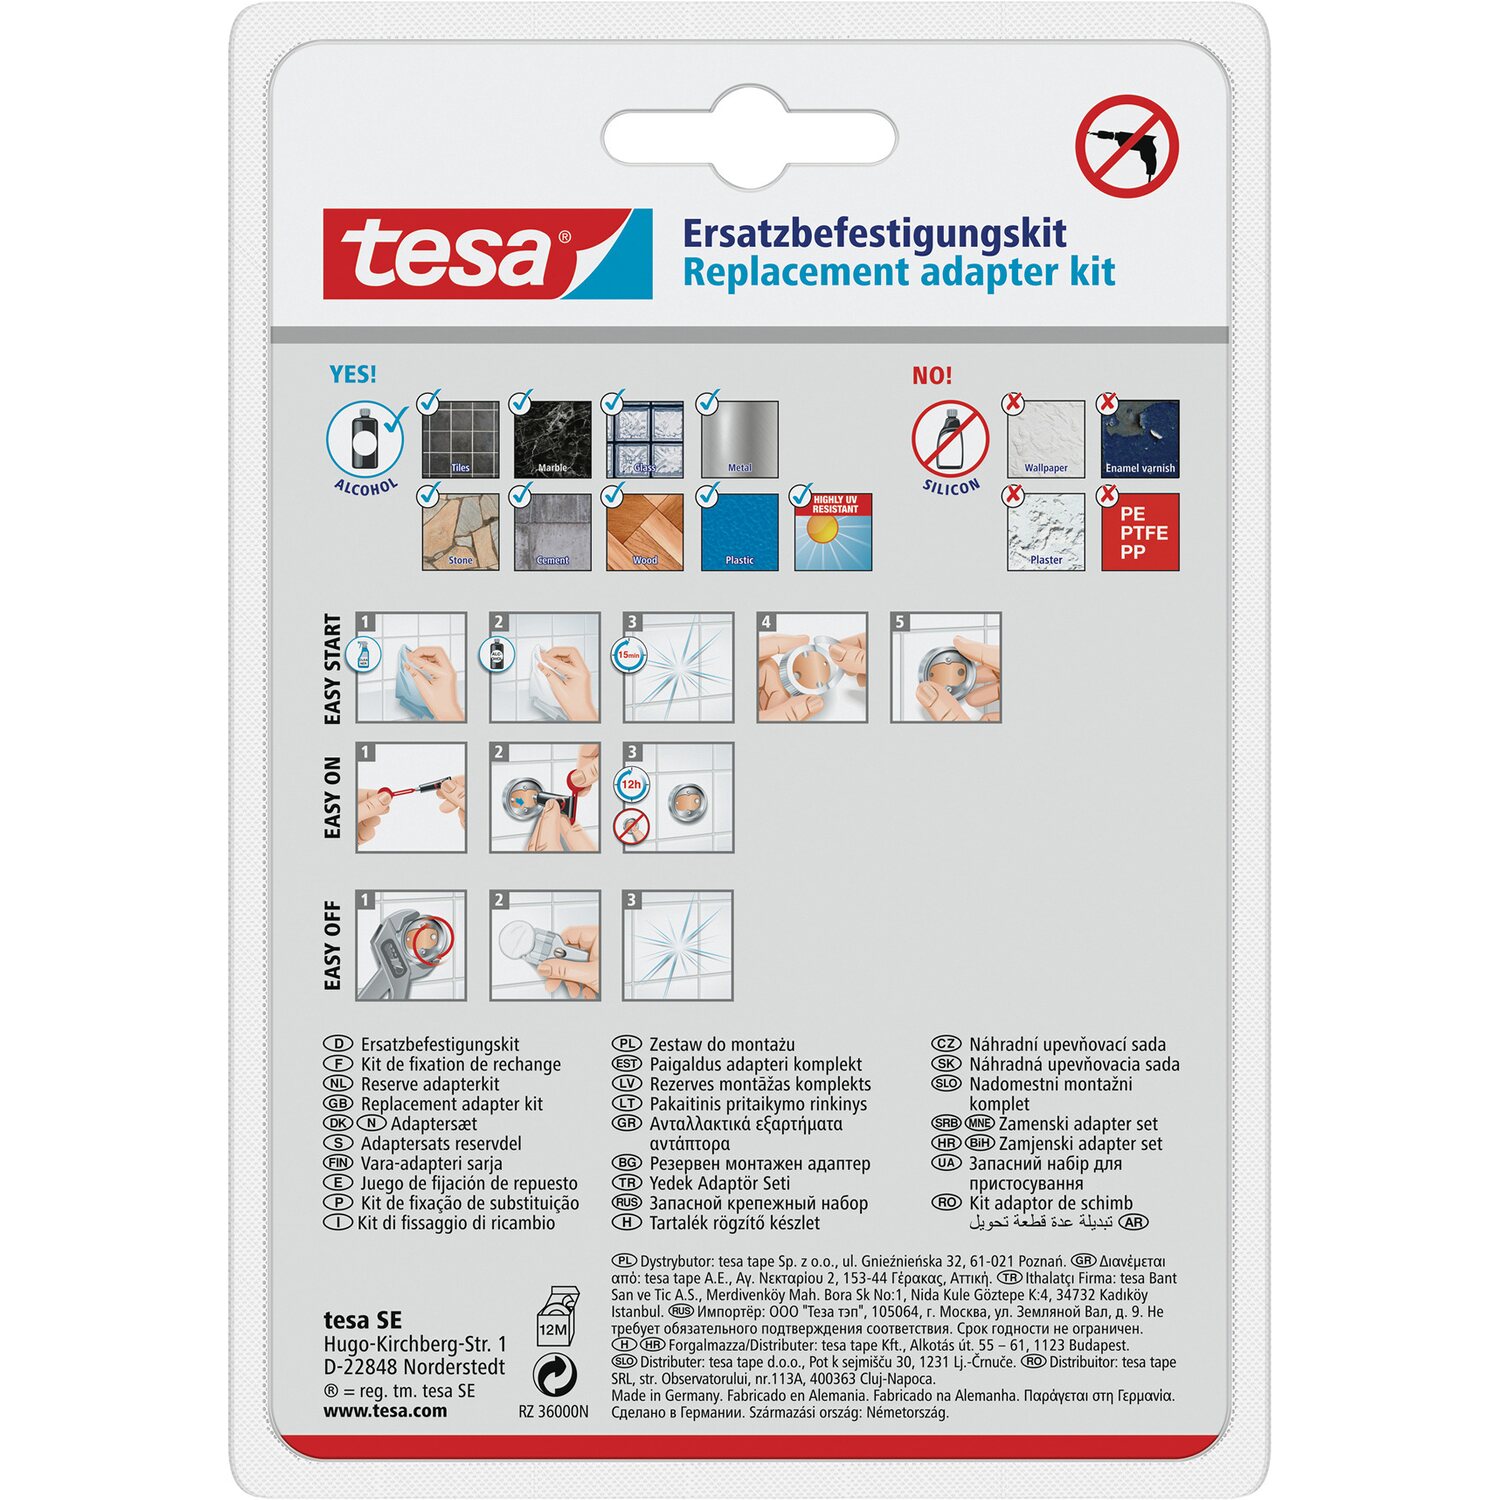 tesa®
Ersatzbefestigungskit
Replacement adapter kit
YES!
NO!
ALCOHOL
Tiles
Marble
Glass
Metal
Stone
Cement
Wood
Plastic
HIGHLY UV
RESISTANT
SILICON
Wallpaper
Enamel varnish
Plaster
PE
PTFE
PP
EASY START
1
2
ALCOHOL
3
15min
4
5
EASY ON
1
2
3
12h
EASY OFF
1
2
3
D Ersatzbefestigungskit
F Kit de fixation de rechange
NL Reserve adapterkit
GB Replacement adapter kit
DK N Adaptersæt
S Adaptersats reservdel
FIN Vara-adapteri sarja
E Juego de fijación de repuesto
P Kit de fixação de substituição
I Kit di fissaggio di ricambio
PL Zestaw do montażu
EST Paigaldus adapteri komplekt
LV Rezerves montāžas komplekts
LT Pakaitinis pritaikymo rinkinys
GR Ανταλλακτικά εξαρτήματα
αντάπτορα
BG Резервен монтажен адаптер
TR Yedek Adaptör Seti
RUS Запасной крепежный набор
H Tartalék rögzítő készlet
CZ Náhradní upevňovací sada
SK Náhradná upevňovacia sada
SLO Nadomestni montažni
komplet
SRB MNE Zamenski adapter set
HR BiH Zamjenski adapter set
UA Запасний набір для
пристосування
RO Kit adaptor de schimb
AR تبديلة عدة قطعة تحويل
tesa SE
Hugo-Kirchberg-Str. 1
D-22848 Norderstedt
® = reg. tm. tesa SE
www.tesa.com
12M
RZ 36000N
PL Dystrybutor: tesa tape Sp. z o.o., ul. Gnieźnieńska 32, 61-021 Poznań. GR Διανέμεται
από: tesa tape A.E., Αγ. Νεκταρίου 2, 153-44 Γέρακας, Αττική. TR Ithalatçı Firma: tesa Bant
San ve Tic A.S., Merdivenköy Mah. Bora Sk No:1, Nida Kule Göztepe K:4, 34732 Kadıköy
Istanbul. RUS Импортёр: ООО "Теза тэп", 105064, г. Москва, ул. Земляной Вал, д. 9. Не
требует обязательного подтверждения соответствия. Срок годности не ограничен.
H HR Forgalmazza/Distributer: tesa tape Kft., Alkotás út. 55 – 61, 1123 Budapest.
SLO Distributer: tesa tape d.o.o., Pot k sejmišču 30, 1231 Lj.-Črnuče. RO Distribuitor: tesa tape
SRL, str. Observatorului, nr.113A, 400363 Cluj-Napoca.
Made in Germany. Fabricado en Alemania. Fabricado na Alemanha. Παράγεται στη Γερμανία.
Сделано в Германии. Származási ország: Németország.